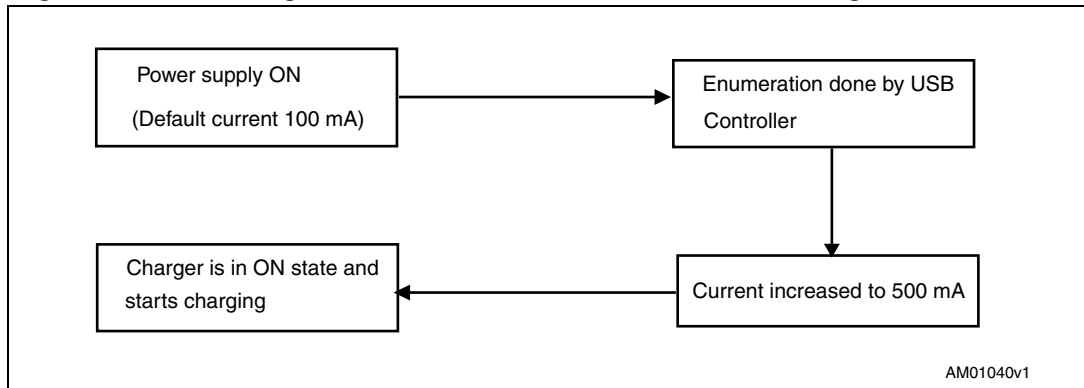 Power supply ON
(Default current 100 mA)
Enumeration done by USB
Controller
Current increased to 500 mA
Charger is in ON state and
starts charging
AM01040v1